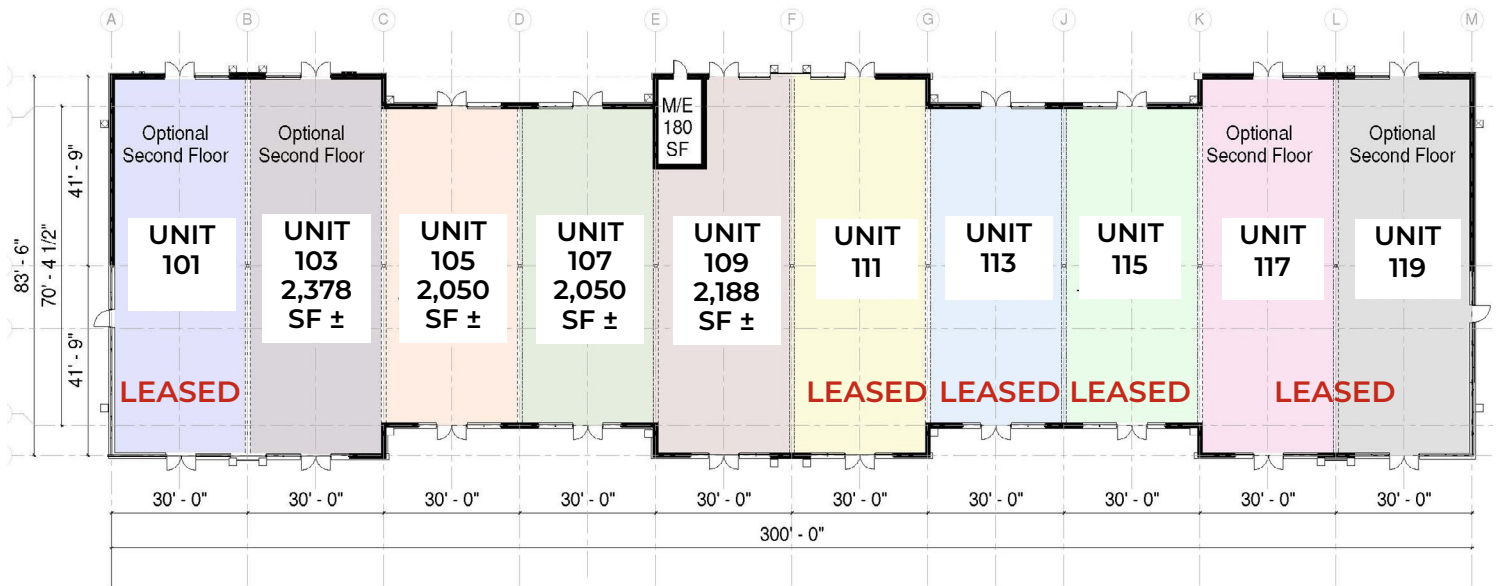 A B C D E F G J K L M
M/E
180
SF
Optional
Second Floor
Optional
Second Floor
Optional
Second Floor
Optional
Second Floor
41' - 9"
70' - 4 1/2"
83' - 6"
41' - 9"
UNIT
101
UNIT
103
2,378
SF ±
UNIT
105
2,050
SF ±
UNIT
107
2,050
SF ±
UNIT
109
2,188
SF ±
UNIT
111
UNIT
113
UNIT
115
UNIT
117
UNIT
119
LEASED
LEASED
LEASED
LEASED
LEASED
30' - 0" 30' - 0" 30' - 0" 30' - 0" 30' - 0" 30' - 0" 30' - 0" 30' - 0" 30' - 0" 30' - 0"
300' - 0"